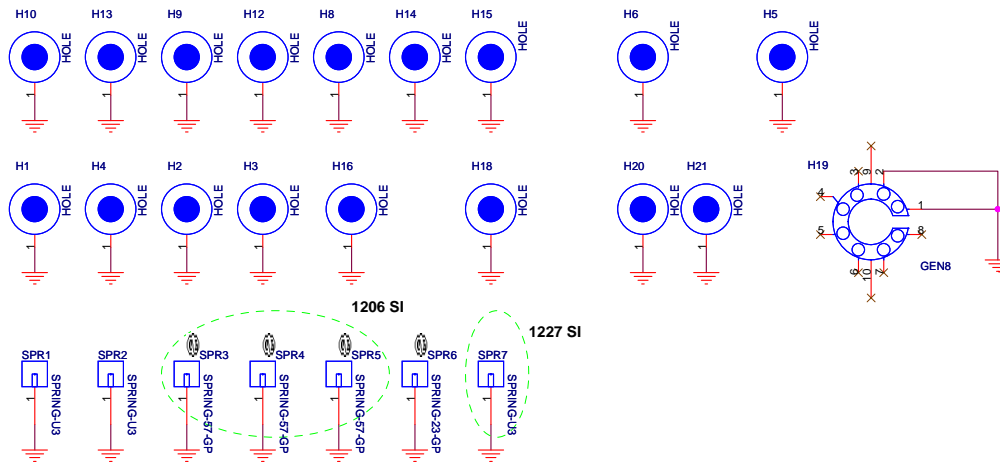 H10 H13 H9 H12 H8 H14 H15 H6 H5
HOLE HOLE HOLE HOLE HOLE HOLE HOLE HOLE HOLE
1 1 1 1 1 1 1 1 1
H1 H4 H2 H3 H16 H18 H20 H21 H19
HOLE HOLE HOLE HOLE HOLE HOLE HOLE HOLE
1 1 1 1 1 1 1 1
3 9 2
4 1
5 8
6 10 7
GEN8
1206 SI
1227 SI
SPR1 SPR2 SPR3 SPR4 SPR5 SPR6 SPR7
1 1 1 1 1 1 1
SPRING-U3 SPRING-U3 SPRING-57-GP SPRING-57-GP SPRING-57-GP SPRING-23-GP SPRING-U3